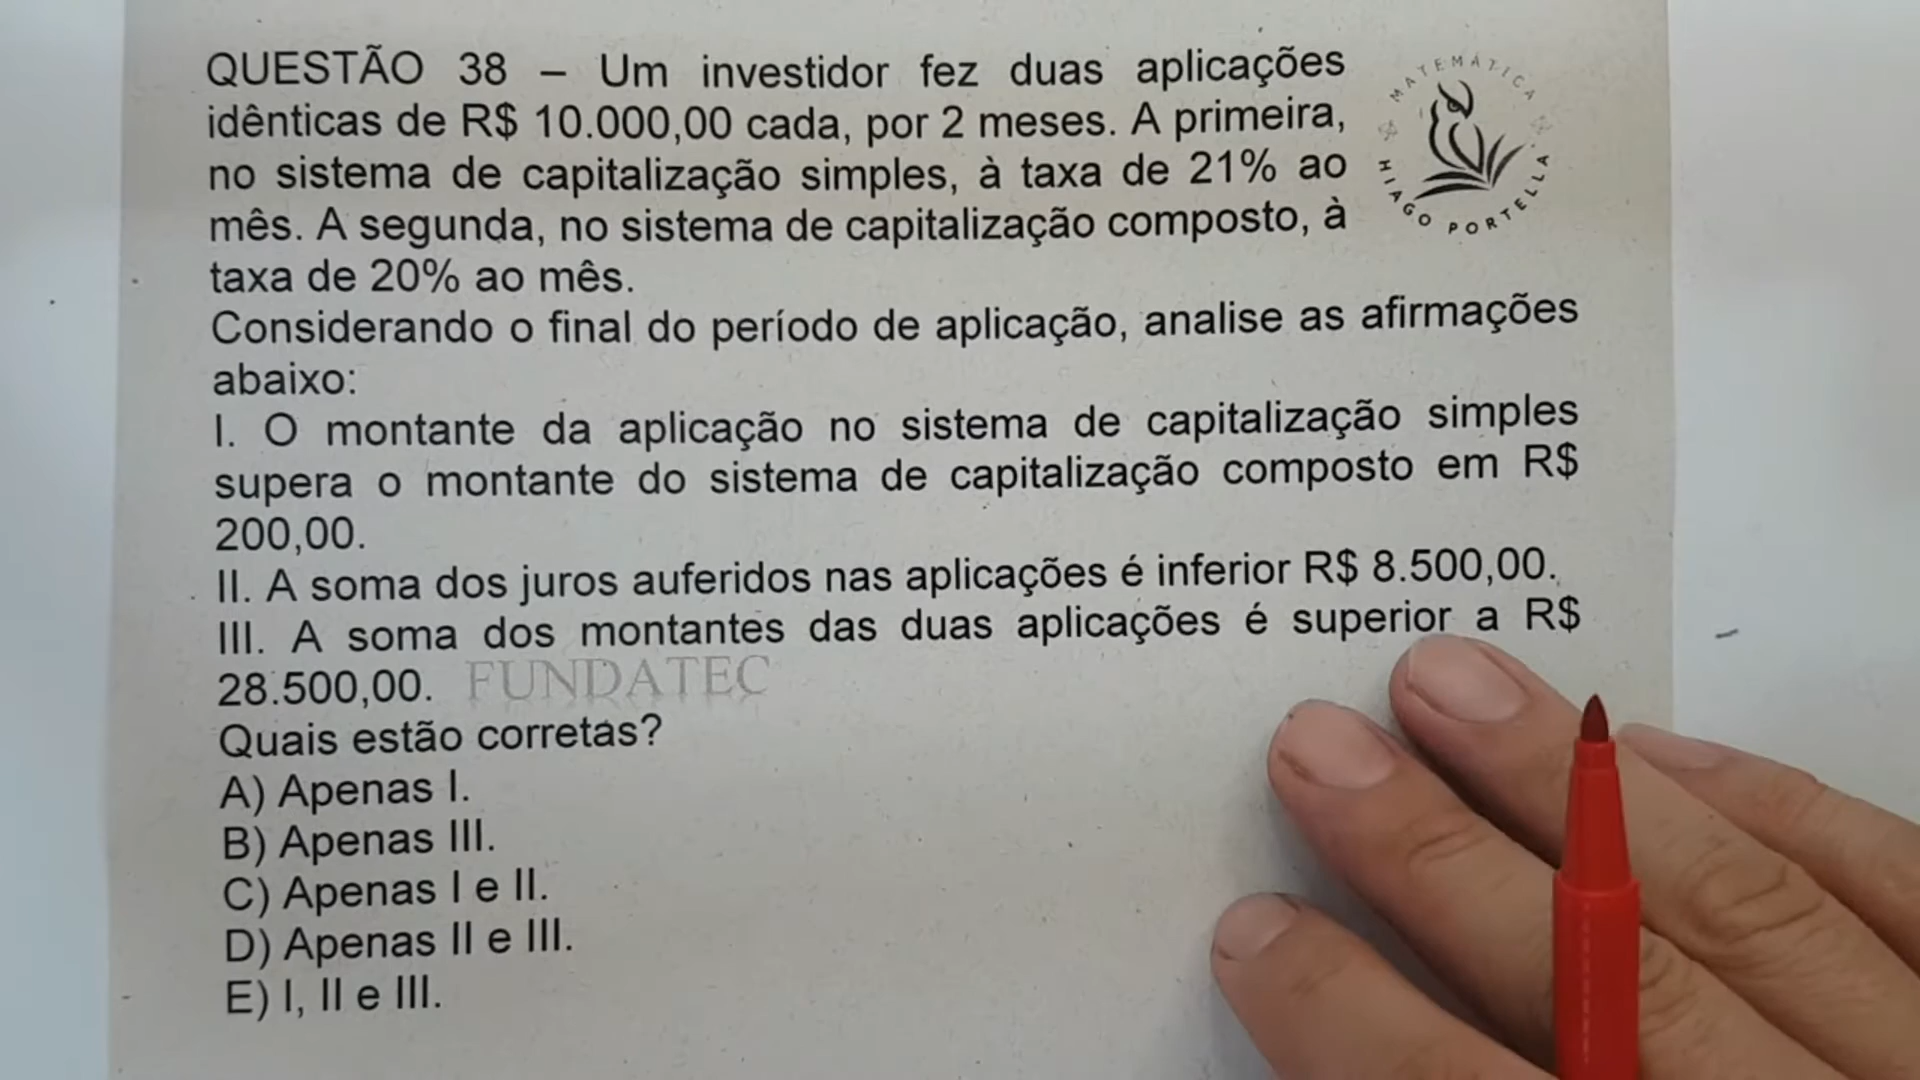 QUESTÃO 38 – Um investidor fez duas aplicações
idênticas de R$ 10.000,00 cada, por 2 meses. A primeira,
no sistema de capitalização simples, à taxa de 21% ao
mês. A segunda, no sistema de capitalização composto, à
taxa de 20% ao mês.
MATEMÁTICA
HIAGO PORTELLA
Considerando o final do período de aplicação, analise as afirmações
abaixo:
I. O montante da aplicação no sistema de capitalização simples
supera o montante do sistema de capitalização composto em R$
200,00.
II. A soma dos juros auferidos nas aplicações é inferior R$ 8.500,00.
III. A soma dos montantes das duas aplicações é superior a R$
28.500,00. FUNDATEC
Quais estão corretas?
A) Apenas I.
B) Apenas III.
C) Apenas I e II.
D) Apenas II e III.
E) I, II e III.